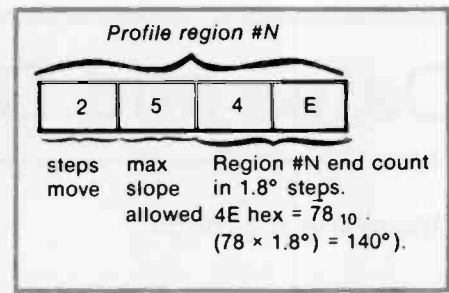 Profile region #N
2 5 4 E
steps max Region #N end count
move slope in 1.8° steps.
allowed 4E hex = 78 10.
(78 × 1.8°) = 140°).